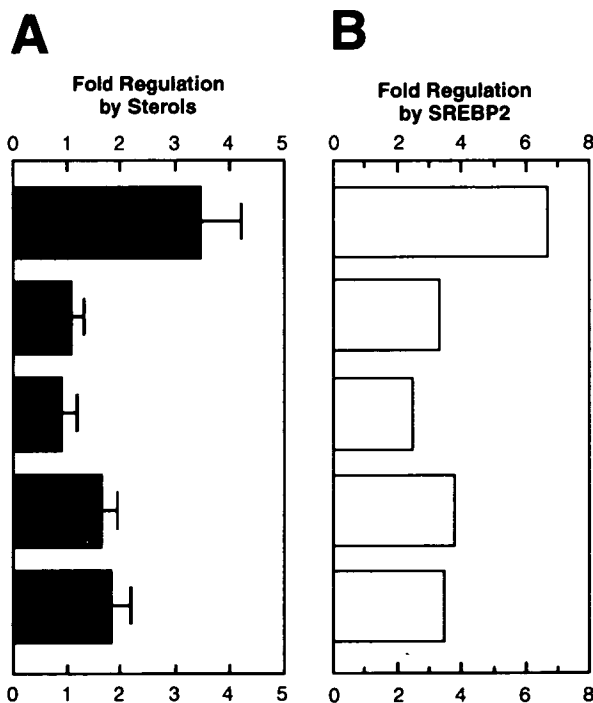 A
Fold Regulation
by Sterols
0 1 2 3 4 5
0 1 2 3 4 5
B
Fold Regulation
by SREBP2
0 2 4 6 8
0 2 4 6 8